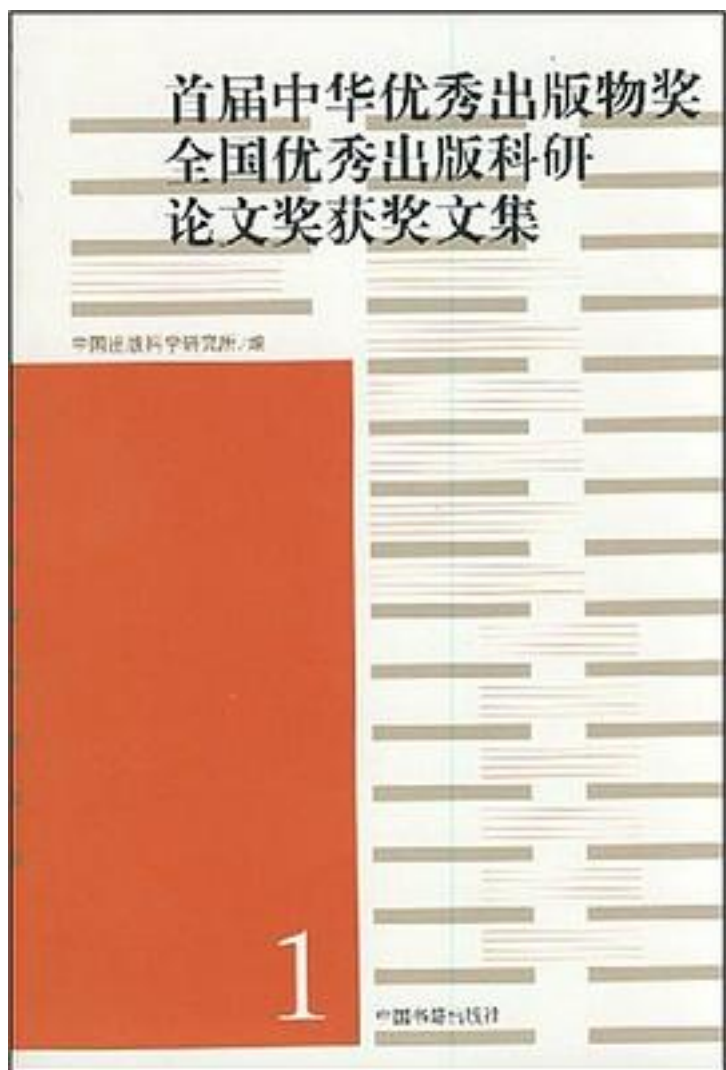 首届中华优秀出版物奖
全国优秀出版科研
论文奖获奖文集
中国出版科学研究所/编
1
中国书籍出版社